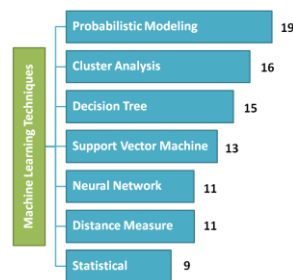 Machine Learning Techniques
Probabilistic Modeling 19
Cluster Analysis 16
Decision Tree 15
Support Vector Machine 13
Neural Network 11
Distance Measure 11
Statistical 9